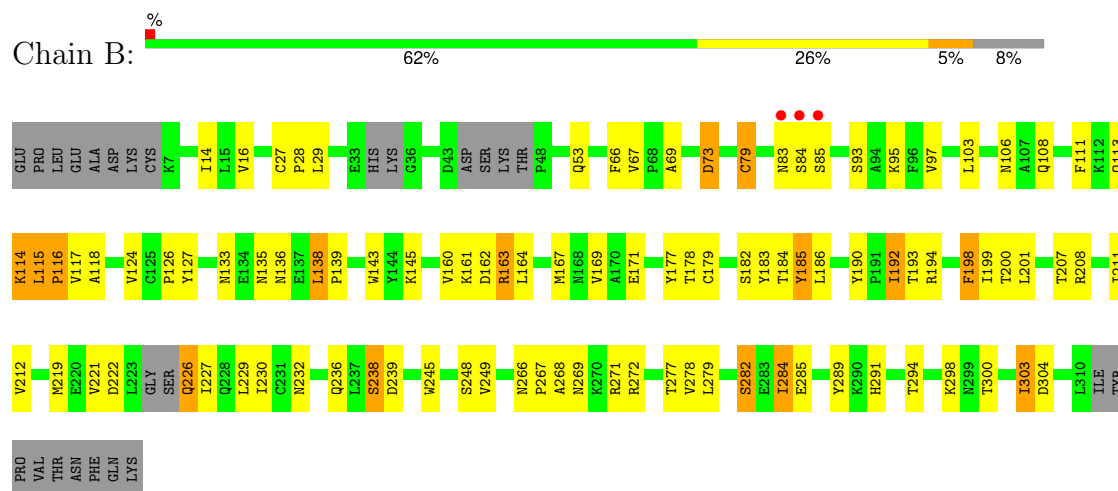 %
Chain B:
62% 26% 5% 8%
GLU PRO LEU GLU ALA ASP LYS CYS K7 I14 L15 V16 C27 P28 L29 E33 HIS LYS G36 D43 ASP SER LYS THR P48 Q53 F66 V67 P68 A69 D73 C79 N83 S84 S85 S93 A94 K95 F96 V97 L103 N106 A107 Q108 F111 K112
K114 L115 P116 V117 A118 V124 C125 P126 Y127 N133 E134 N135 N136 E137 L138 P139 W143 Y144 K145 V160 K161 D162 R163 L164 M167 N168 V169 A170 E171 Y177 T178 C179 S182 Y183 T184 Y185 L186 Y190 P191 I192 T193 R194 F198 I199 T200 L201 T207 R208
V212 M219 E220 V221 D222 L223 GLY SER Q226 I227 Q228 L229 I230 C231 N232 Q236 L237 S238 D239 W245 S248 V249 N266 P267 A268 N269 K270 R271 R272 T277 V278 L279 S282 E283 I284 E285 Y289 K290 H291 T294 K298 N299 T300 I303 D304 L310 ILE TYR
PRO VAL THR ASN PHE GLN LYS